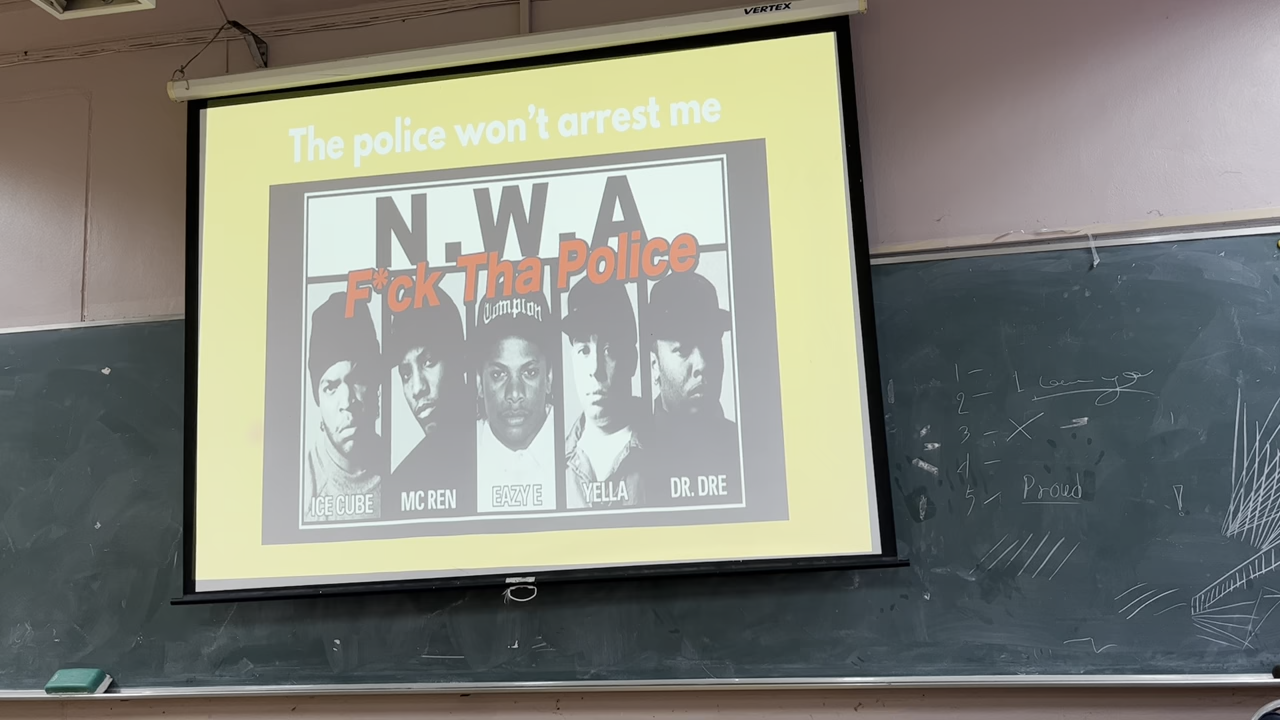 VERTEX
The police won't arrest me
N.W.A
F*ck Tha Police
Compton
ICE CUBE
MC REN
EAZY E
YELLA
DR. DRE
1 -
2 -
3 - X
4 -
5 - Proud
!